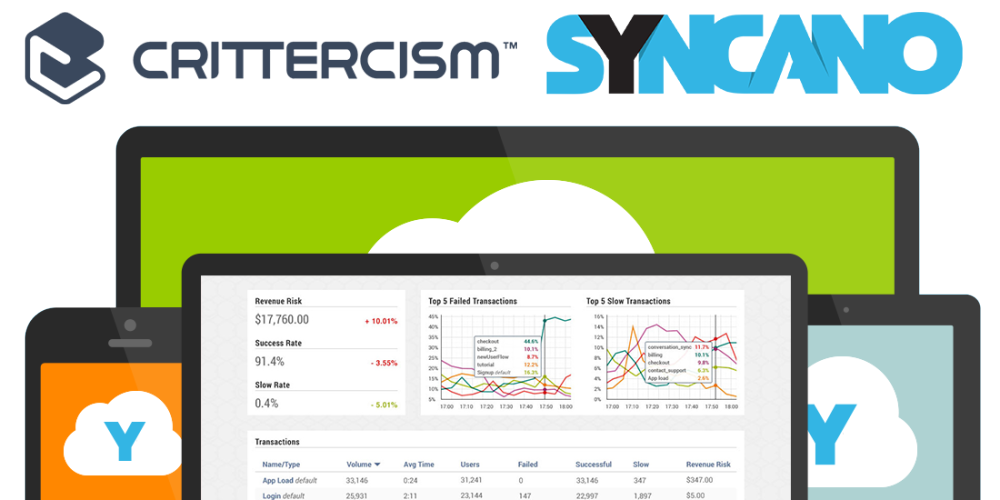 CRITTERCISM™ SYNCANO
Revenue Risk
$17,760.00 + 10.01%
Success Rate
91.4% - 3.55%
Slow Rate
0.4% - 5.01%
Top 5 Failed Transactions
45%
40%
35%
30%
25%
20%
15%
10%
5%
0%
checkout 44.6%
billing_2 10.1%
newUserFlow 8.7%
tutorial 12.2%
Signup default 16.3%
17:00 17:10 17:20 17:30 17:40 17:50 18:00
Top 5 Slow Transactions
16%
14%
12%
10%
8%
6%
4%
2%
0%
conversation_sync 11.7%
billing 10.1%
checkout 9.8%
contact_support 6.3%
App load 2.6%
17:00 17:10 17:20 17:30 17:40 17:50 18:00
Y
Y
Transactions
Name/Type Volume Avg Time Users Failed Successful Slow Revenue Risk
App Load default 33,146 0:24 31,241 0 33,146 347 $347.00
Login default 25,931 2:11 23,144 147 22,997 1,897 $5.00